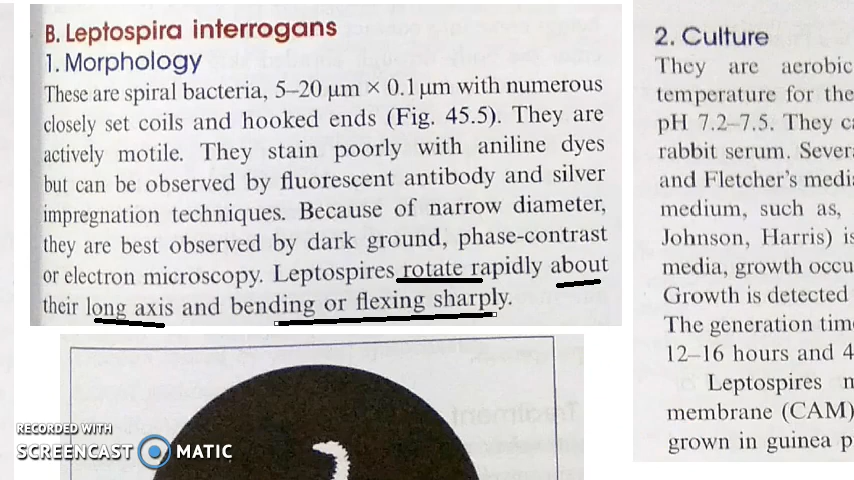 B. Leptospira interrogans
1. Morphology
These are spiral bacteria, 5–20 μm × 0.1 μm with numerous
closely set coils and hooked ends (Fig. 45.5). They are
actively motile. They stain poorly with aniline dyes
but can be observed by fluorescent antibody and silver
impregnation techniques. Because of narrow diameter,
they are best observed by dark ground, phase-contrast
or electron microscopy. Leptospires rotate rapidly about
their long axis and bending or flexing sharply.
RECORDED WITH
SCREENCAST MATIC
2. Culture
They are aerobic
temperature for the
pH 7.2–7.5. They
rabbit serum.
and Fletcher's
medium, such as,
Johnson, Harris)
media, growth
Growth is detected
The generation
12–16 hours and 4
Leptospires
membrane (CAM)
grown in guinea